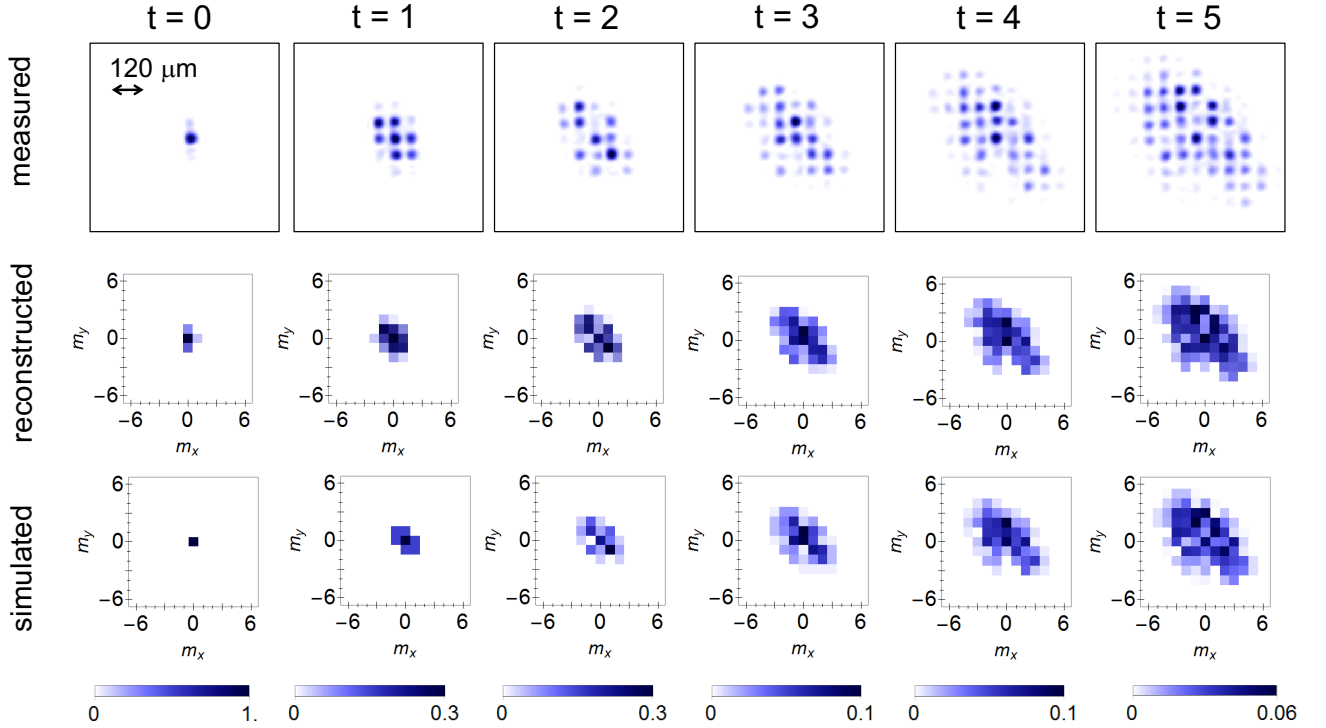 t = 0 t = 1 t = 2 t = 3 t = 4 t = 5
measured
120 μm
reconstructed
6 6 6 6 6 6
m_y m_y m_y m_y m_y m_y
0 0 0 0 0 0
−6 −6 −6 −6 −6 −6
−6 0 6 −6 0 6 −6 0 6 −6 0 6 −6 0 6 −6 0 6
m_x m_x m_x m_x m_x m_x
simulated
6 6 6 6 6 6
m_y m_y m_y m_y m_y m_y
0 0 0 0 0 0
−6 −6 −6 −6 −6 −6
−6 0 6 −6 0 6 −6 0 6 −6 0 6 −6 0 6 −6 0 6
m_x m_x m_x m_x m_x m_x
0 1. 0 0.3 0 0.3 0 0.1 0 0.1 0 0.06